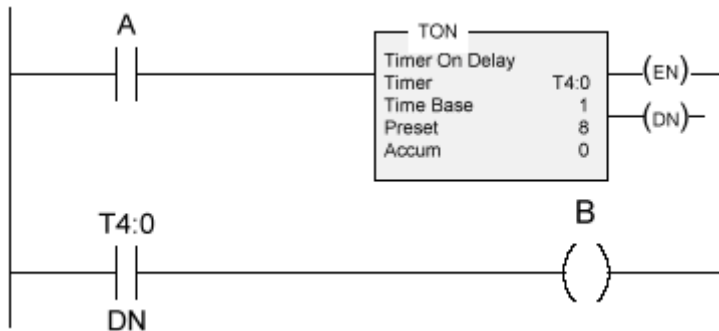 A
TON
Timer On Delay
Timer T4:0
Time Base 1
Preset 8
Accum 0
(EN)
(DN)
T4:0
DN
B